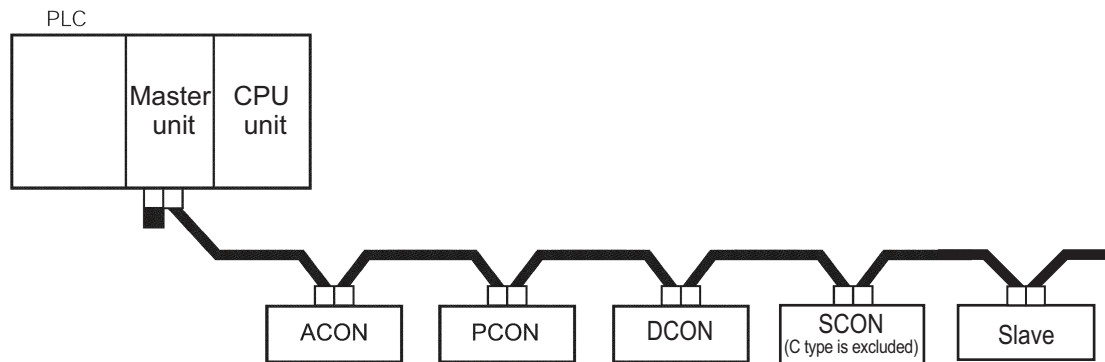 PLC
Master
unit
CPU
unit
ACON
PCON
DCON
SCON
(C type is excluded)
Slave